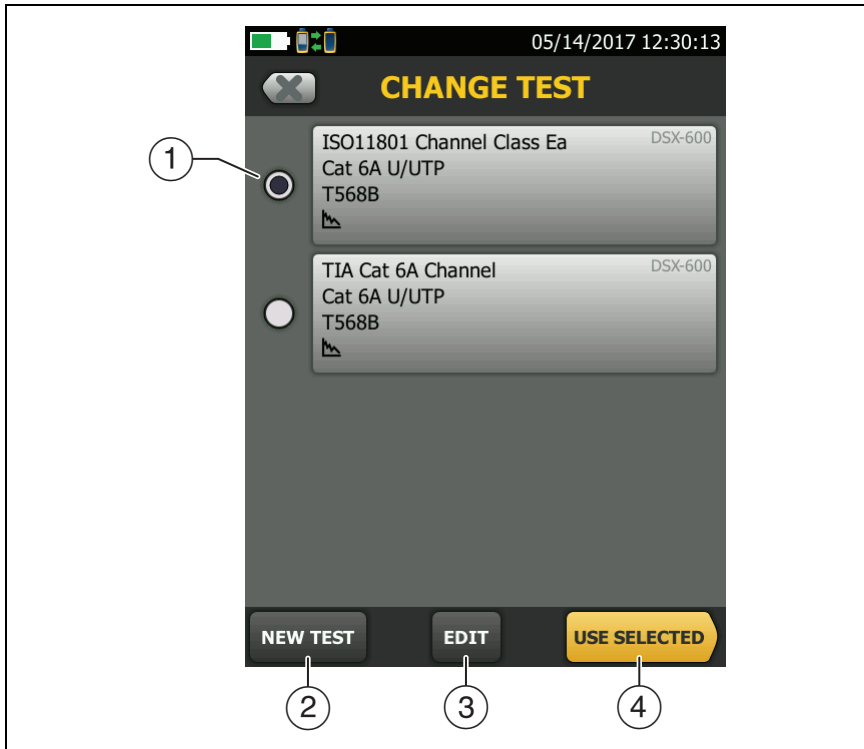 05/14/2017 12:30:13
CHANGE TEST
1
ISO11801 Channel Class Ea
DSX-600
Cat 6A U/UTP
T568B
TIA Cat 6A Channel
DSX-600
Cat 6A U/UTP
T568B
NEW TEST
EDIT
USE SELECTED
2
3
4